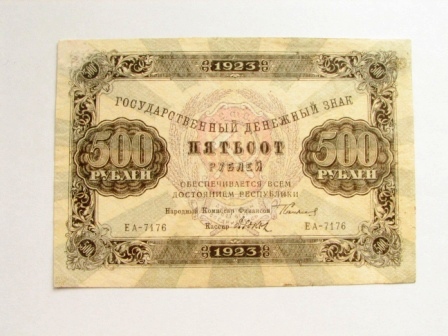 1923
ГОСУДАРСТВЕННЫЙ ДЕНЕЖНЫЙ ЗНАК
500 РУБЛЕЙ
ПЯТЬСОТ
РУБЛЕЙ
500 РУБЛЕЙ
ОБЕСПЕЧИВАЕТСЯ ВСЕМ
ДОСТОЯНИЕМ РЕСПУБЛИКИ
Народный Комиссар Финансов
Кассир
ЕА-7176
ЕА-7176
1923